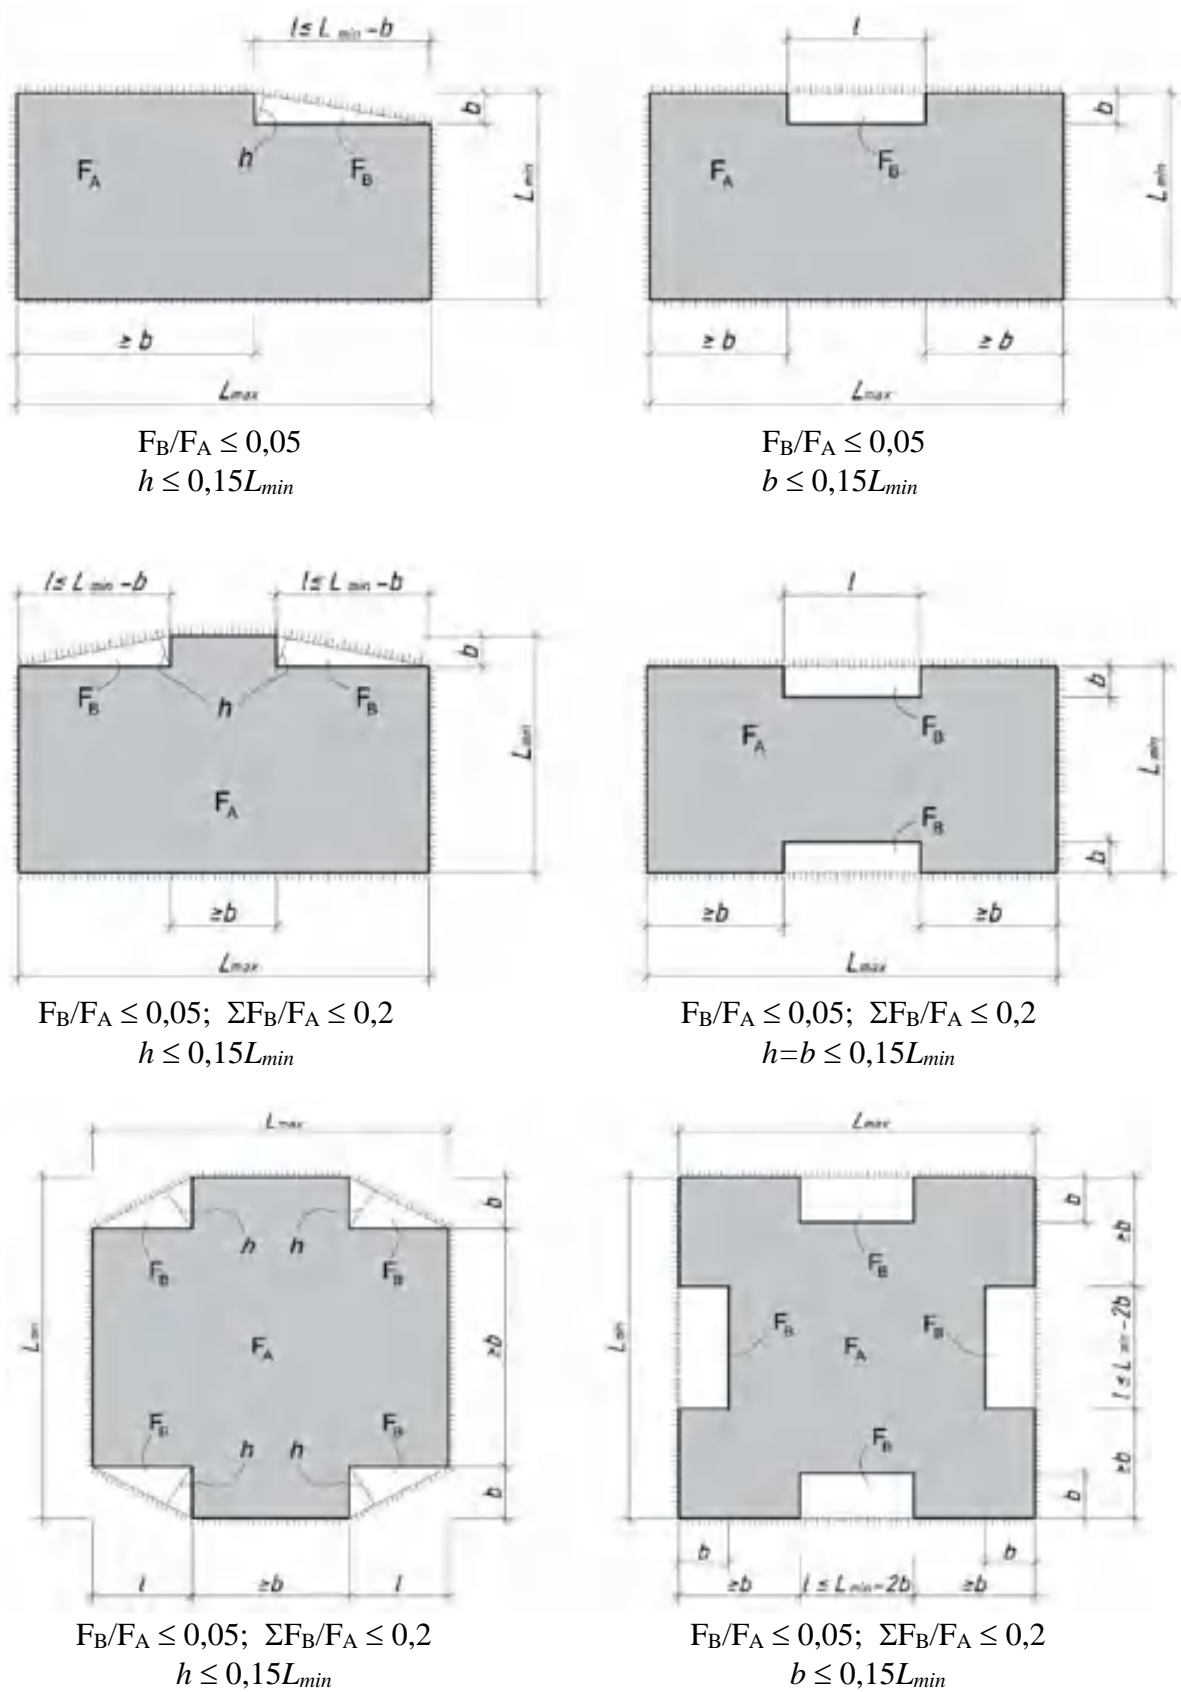 l ≤ L min -b
l
b
b
F_A
h
F_B
L min
F_A
F_B
L min
≥ b
≥ b
≥ b
L max
L max
F_B/F_A ≤ 0,05
F_B/F_A ≤ 0,05
h ≤ 0,15L_min
b ≤ 0,15L_min
l ≤ L min -b
l ≤ L min -b
l
b
b
F_B
h
F_B
L min
F_A
F_B
L min
F_A
F_B
b
≥b
≥b
≥b
L max
L max
F_B/F_A ≤ 0,05; ΣF_B/F_A ≤ 0,2
F_B/F_A ≤ 0,05; ΣF_B/F_A ≤ 0,2
h ≤ 0,15L_min
h=b ≤ 0,15L_min
L max
L max
b
b
≥b
h
h
F_B
F_B
F_B
L min
F_A
≥b
L min
F_B
F_A
F_B
l ≤ L min -2b
F_B
F_B
h
h
b
F_B
b
≥b
b
b
l
≥b
l
≥b
l ≤ L min -2b
≥b
F_B/F_A ≤ 0,05; ΣF_B/F_A ≤ 0,2
F_B/F_A ≤ 0,05; ΣF_B/F_A ≤ 0,2
h ≤ 0,15L_min
b ≤ 0,15L_min